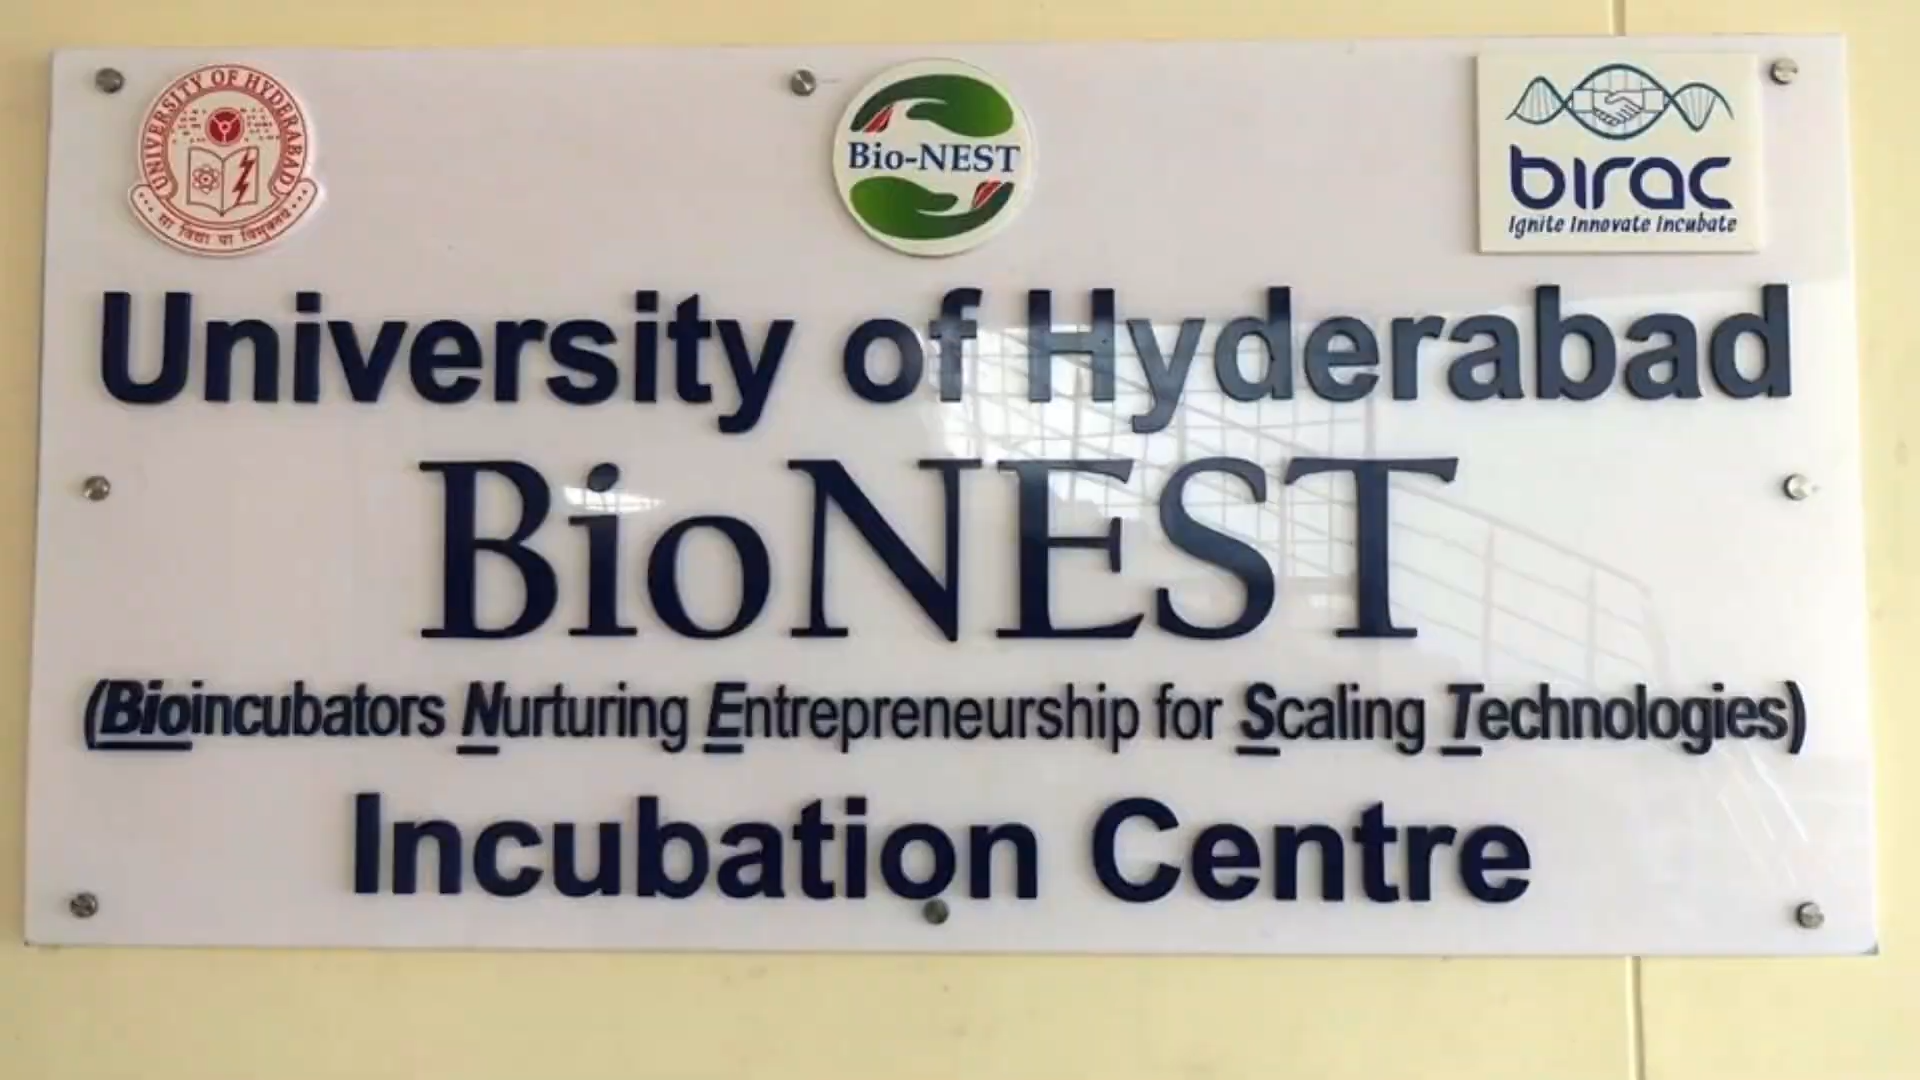 UNIVERSITY OF HYDERABAD
सा विद्या या विमुक्तये
Bio-NEST
birac
Ignite Innovate Incubate
University of Hyderabad
BioNEST
(Bioincubators Nurturing Entrepreneurship for Scaling Technologies)
Incubation Centre